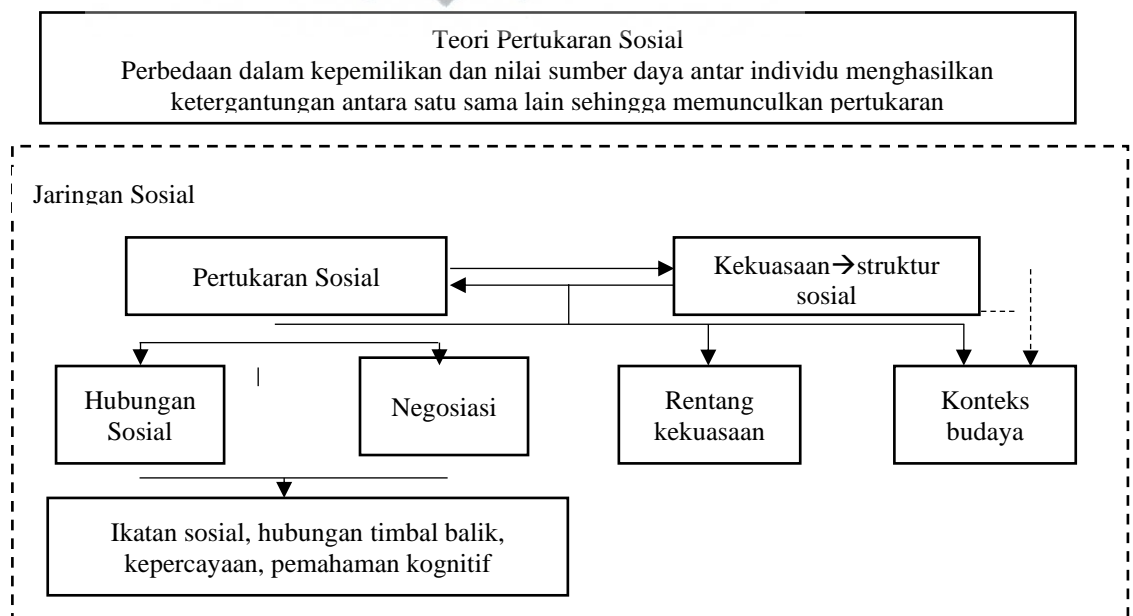 Teori Pertukaran Sosial
Perbedaan dalam kepemilikan dan nilai sumber daya antar individu menghasilkan
ketergantungan antara satu sama lain sehingga memunculkan pertukaran
Jaringan Sosial
Pertukaran Sosial
Kekuasaan→struktur
sosial
Hubungan
Sosial
Negosiasi
Rentang
kekuasaan
Konteks
budaya
Ikatan sosial, hubungan timbal balik,
kepercayaan, pemahaman kognitif